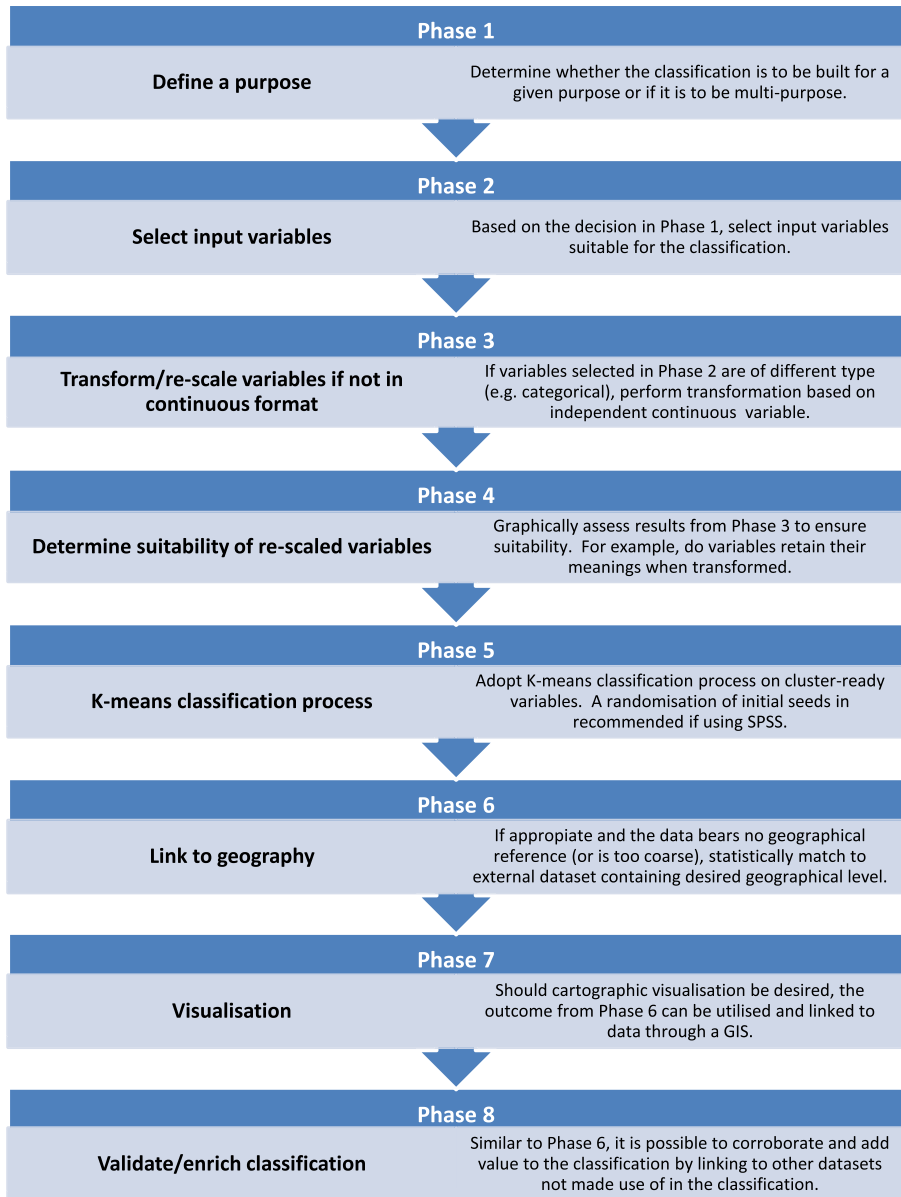 Phase 1
Define a purpose
Determine whether the classification is to be built for a
given purpose or if it is to be multi-purpose.
Phase 2
Select input variables
Based on the decision in Phase 1, select input variables
suitable for the classification.
Phase 3
Transform/re-scale variables if not in
continuous format
If variables selected in Phase 2 are of different type
(e.g. categorical), perform transformation based on
independent continuous  variable.
Phase 4
Determine suitability of re-scaled variables
Graphically assess results from Phase 3 to ensure
suitability.  For example, do variables retain their
meanings when transformed.
Phase 5
K-means classification process
Adopt K-means classification process on cluster-ready
variables.  A randomisation of initial seeds in
recommended if using SPSS.
Phase 6
Link to geography
If appropiate and the data bears no geographical
reference (or is too coarse), statistically match to
external dataset containing desired geographical level.
Phase 7
Visualisation
Should cartographic visualisation be desired, the
outcome from Phase 6 can be utilised and linked to
data through a GIS.
Phase 8
Validate/enrich classification
Similar to Phase 6, it is possible to corroborate and add
value to the classification by linking to other datasets
not made use of in the classification.